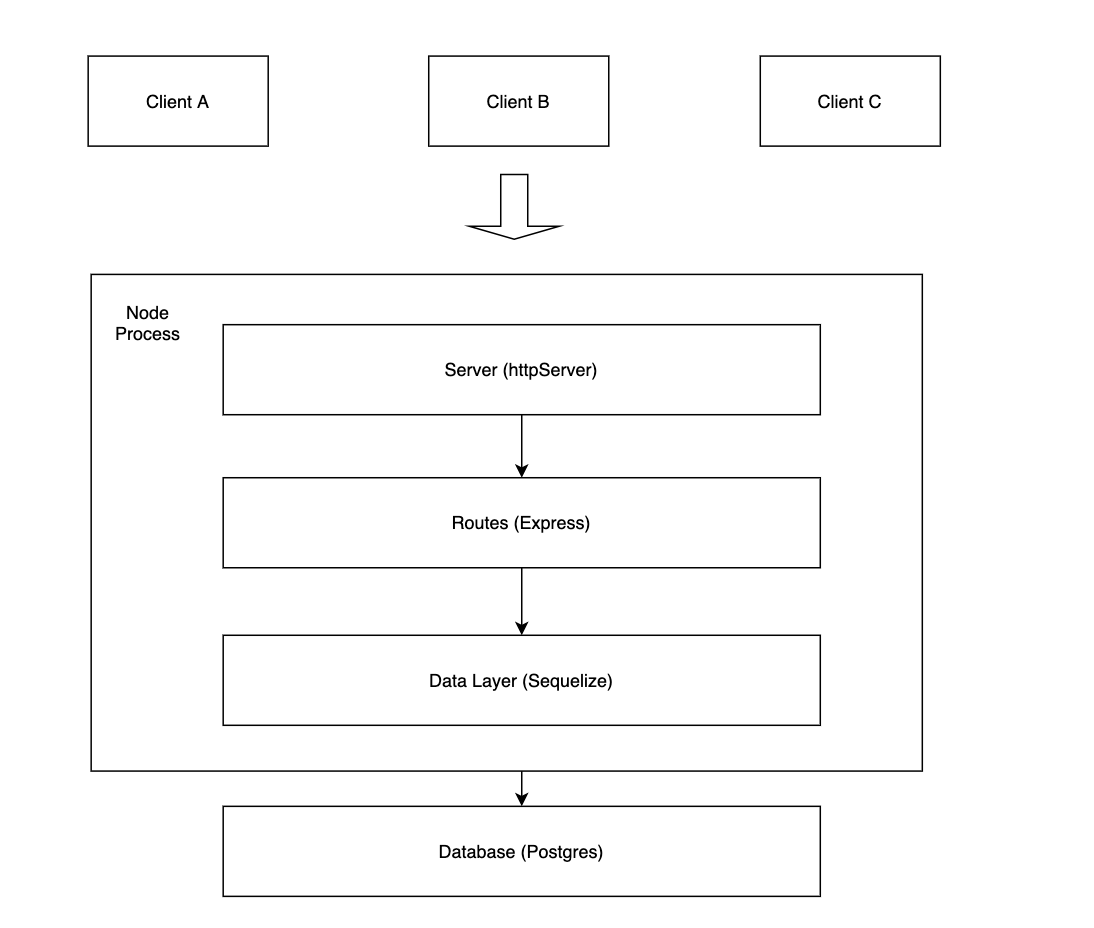 Client A
Client B
Client C
Node
Process
Server (httpServer)
Routes (Express)
Data Layer (Sequelize)
Database (Postgres)